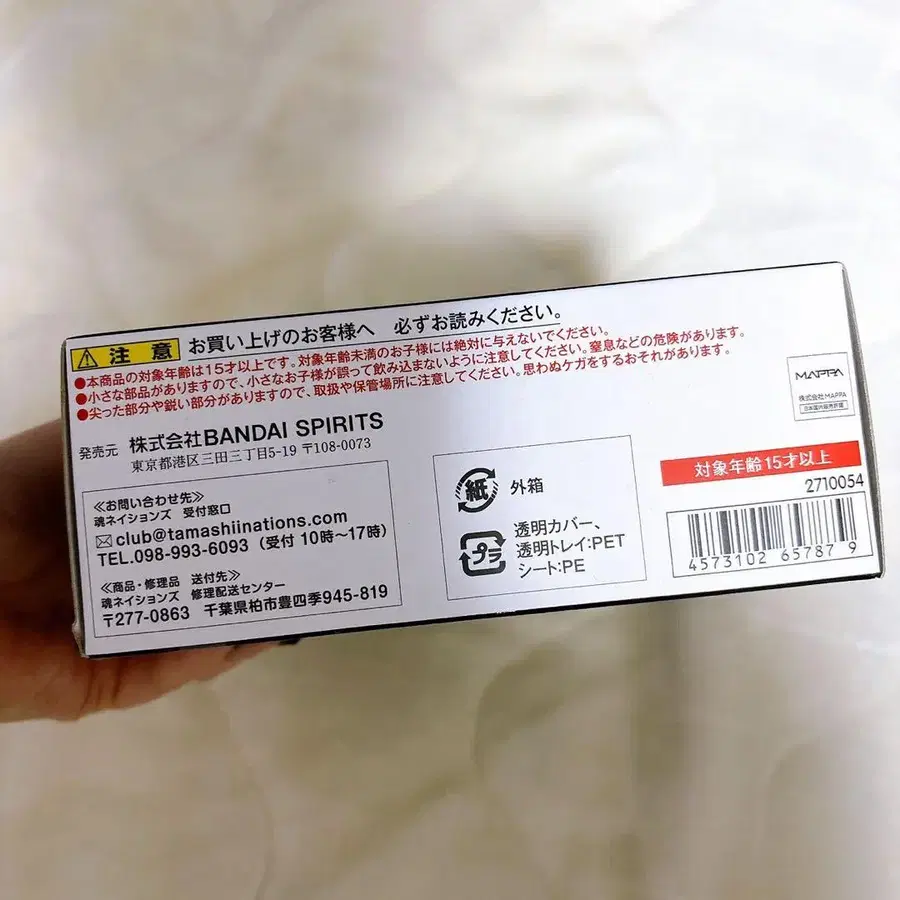 注意 お買い上げのお客様へ 必ずお読みください。
●本商品の対象年齢は15才以上です。対象年齢未満のお子様には絶対に与えないでください。
●小さな部品がありますので、小さなお子様が誤って飲み込まないように注意してください。窒息などの危険があります。
●尖った部分や鋭い部分がありますので、取扱や保管場所に注意してください。思わぬケガをするおそれがあります。
発売元 株式会社BANDAI SPIRITS
東京都港区三田三丁目5-19 〒108-0073
≪お問い合わせ先≫
魂ネイションズ 受付窓口
club@tamashiinations.com
TEL.098-993-6093 (受付 10時〜17時)
≪商品・修理品 送付先≫
魂ネイションズ 修理配送センター
〒277-0863 千葉県柏市豊四季945-819
紙 外箱
プラ 透明カバー、
透明トレイ:PET
シート:PE
MAPPA
株式会社MAPPA
日本国内販売許諾
対象年齢15才以上
2710054
4573102 65787 9